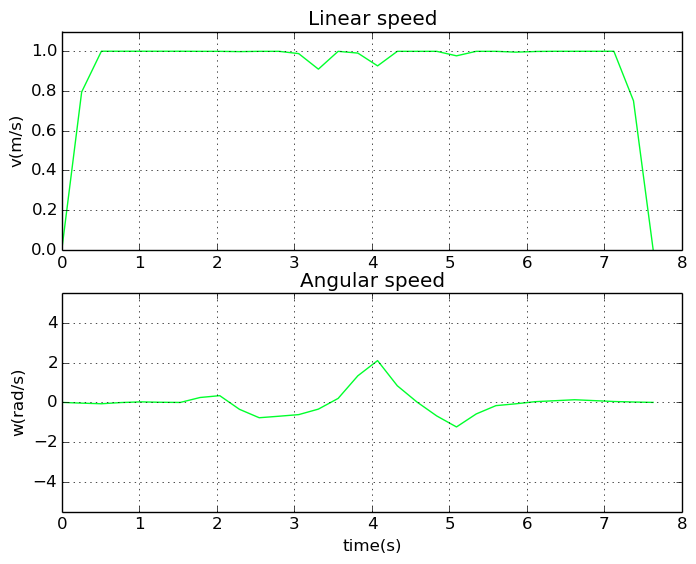 Linear speed
1.0
0.8
0.6
0.4
0.2
0.0
v(m/s)
0 1 2 3 4 5 6 7 8
Angular speed
4
2
0
−2
−4
w(rad/s)
0 1 2 3 4 5 6 7 8
time(s)